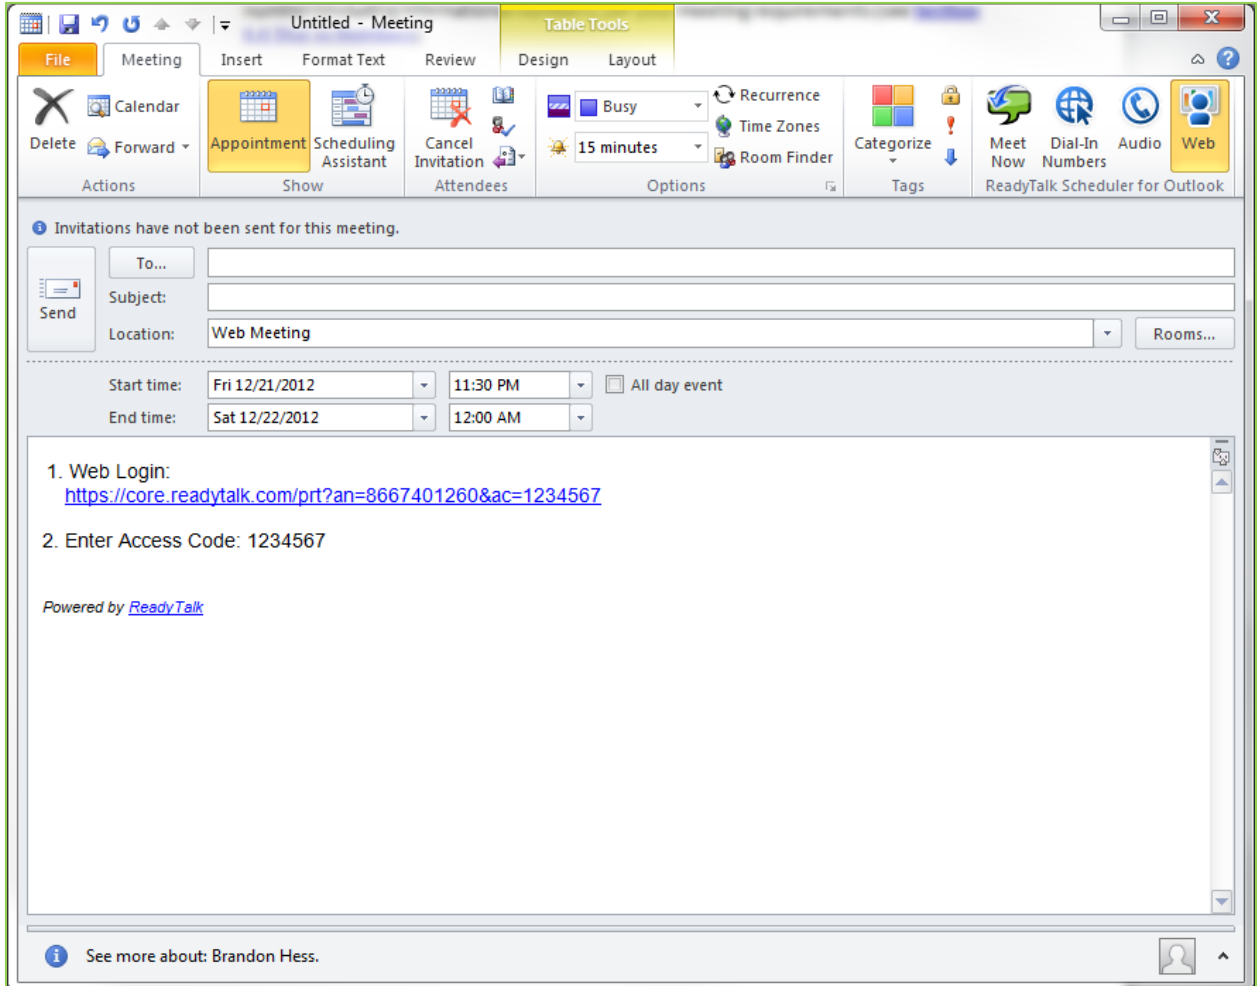 Untitled - Meeting
Table Tools
File Meeting Insert Format Text Review Design Layout
Delete
Calendar
Forward
Actions
Appointment
Scheduling
Assistant
Show
Cancel
Invitation
Attendees
Busy
15 minutes
Recurrence
Time Zones
Room Finder
Options
Categorize
Tags
Meet
Now
Dial-In
Numbers
Audio
Web
ReadyTalk Scheduler for Outlook
Invitations have not been sent for this meeting.
Send
To...
Subject:
Location: Web Meeting Rooms...
Start time: Fri 12/21/2012 11:30 PM All day event
End time: Sat 12/22/2012 12:00 AM
1. Web Login:
https://core.readytalk.com/prt?an=8667401260&ac=1234567
2. Enter Access Code: 1234567
Powered by ReadyTalk
See more about: Brandon Hess.